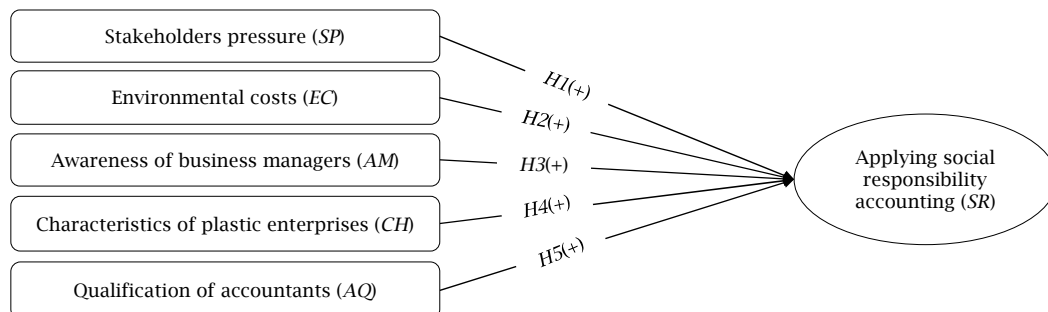 Stakeholders pressure (SP)
H1(+)
Environmental costs (EC)
H2(+)
Awareness of business managers (AM)
H3(+)
Characteristics of plastic enterprises (CH)
H4(+)
Qualification of accountants (AQ)
H5(+)
Applying social
responsibility
accounting (SR)